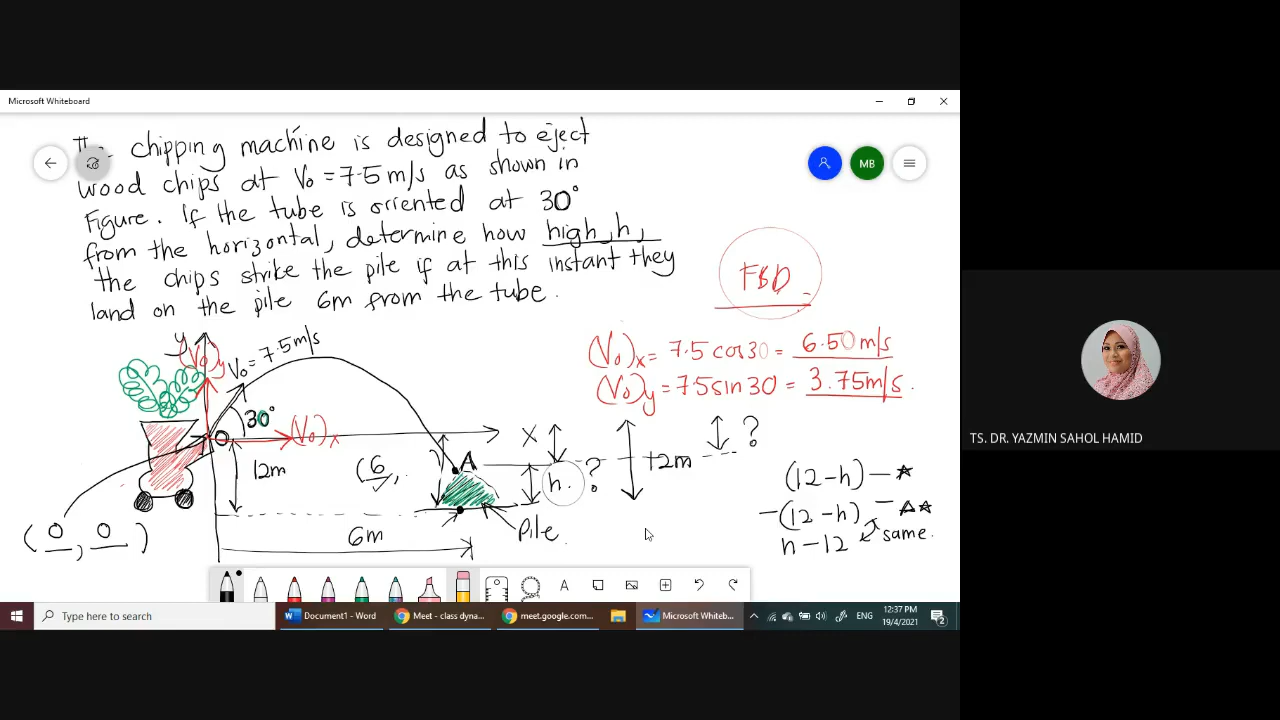 Microsoft Whiteboard
chipping machine is designed to eject
wood chips at V₀ = 7.5 m/s as shown in
Figure. If the tube is oriented at 30°
from the horizontal, determine how high, h,
the chips strike the pile if at this instant they
land on the pile 6m from the tube.
MB
FBD
(V₀)x = 7.5 cos 30 = 6.50 m/s
(V₀)y = 7.5 sin 30 = 3.75 m/s.
y
(V₀)y
V₀ = 7.5 m/s
30°
(V₀)x
O
x
12m
(6,
A
h.
?
12m
?
(12-h) — ☆
-(12-h) — ☆☆
h - 12
same.
(0, 0)
6m
Pile
TS. DR. YAZMIN SAHOL HAMID
A
Type here to search
Document1 - Word
Meet - class dyna...
meet.google.com...
Microsoft Whiteb...
ENG
12:37 PM
19/4/2021
2